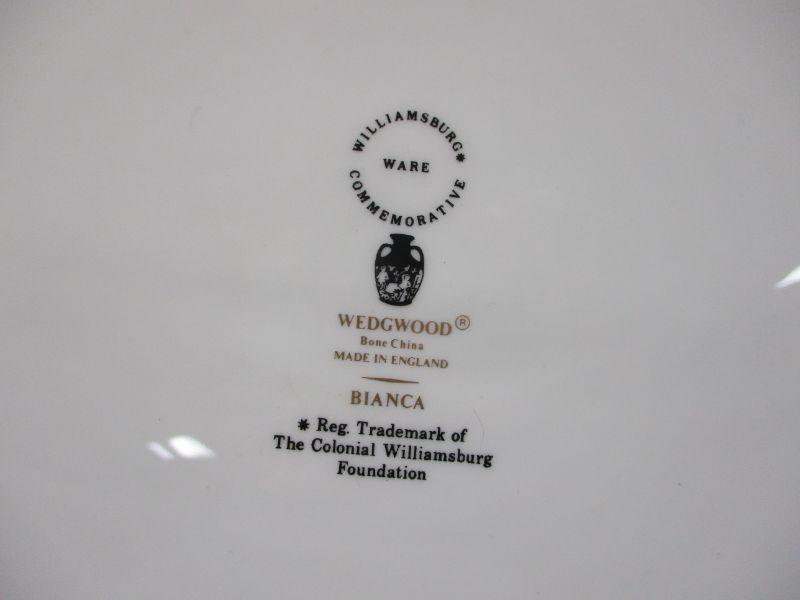 WILLIAMSBURG*
WARE
COMMEMORATIVE
WEDGWOOD®
Bone China
MADE IN ENGLAND
BIANCA
* Reg. Trademark of
The Colonial Williamsburg
Foundation